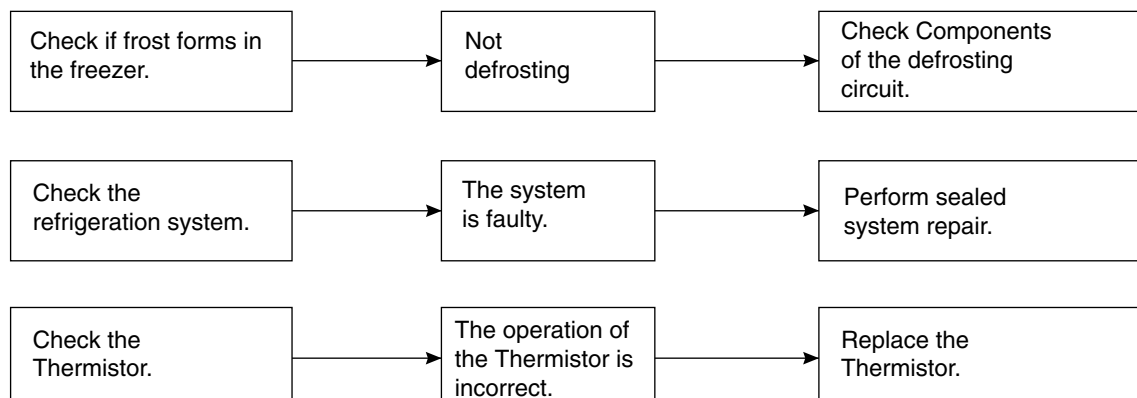 Check if frost forms in
the freezer.
Not
defrosting
Check Components
of the defrosting
circuit.
Check the
refrigeration system.
The system
is faulty.
Perform sealed
system repair.
Check the
Thermistor.
The operation of
the Thermistor is
incorrect.
Replace the
Thermistor.